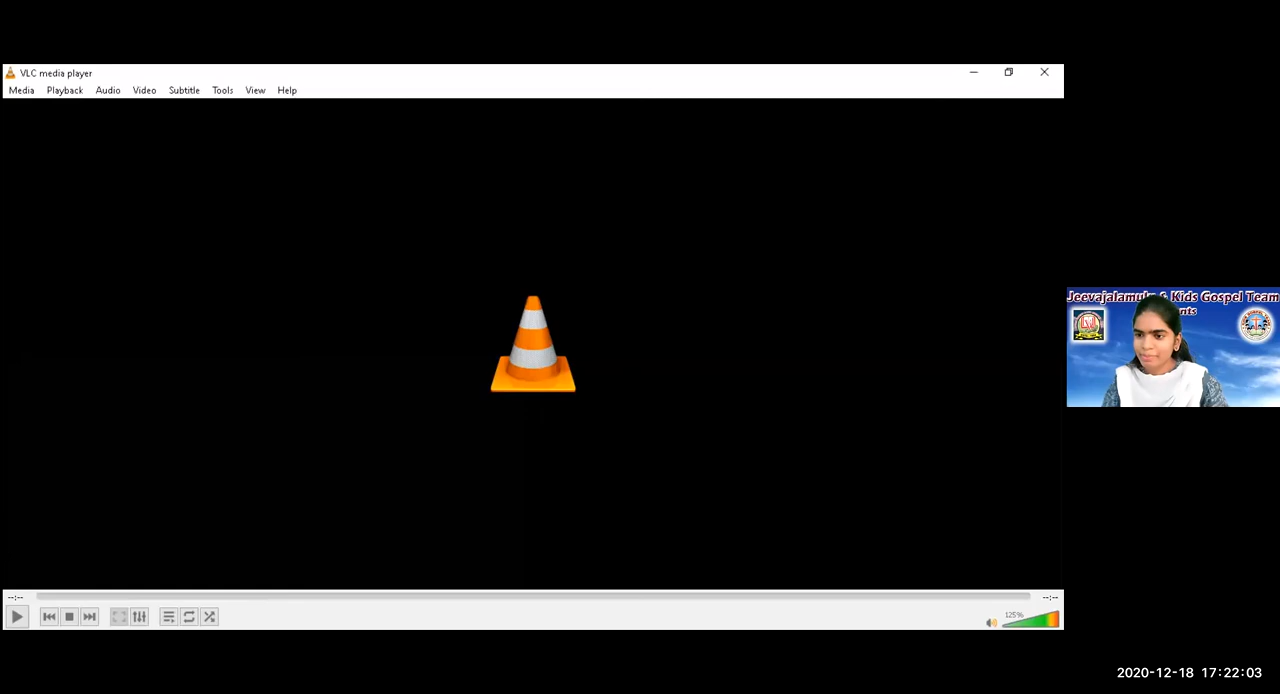 VLC media player
Media Playback Audio Video Subtitle Tools View Help
Jeevajalamulu & Kids Gospel Team
--:-- --:--
125%
2020-12-18 17:22:03